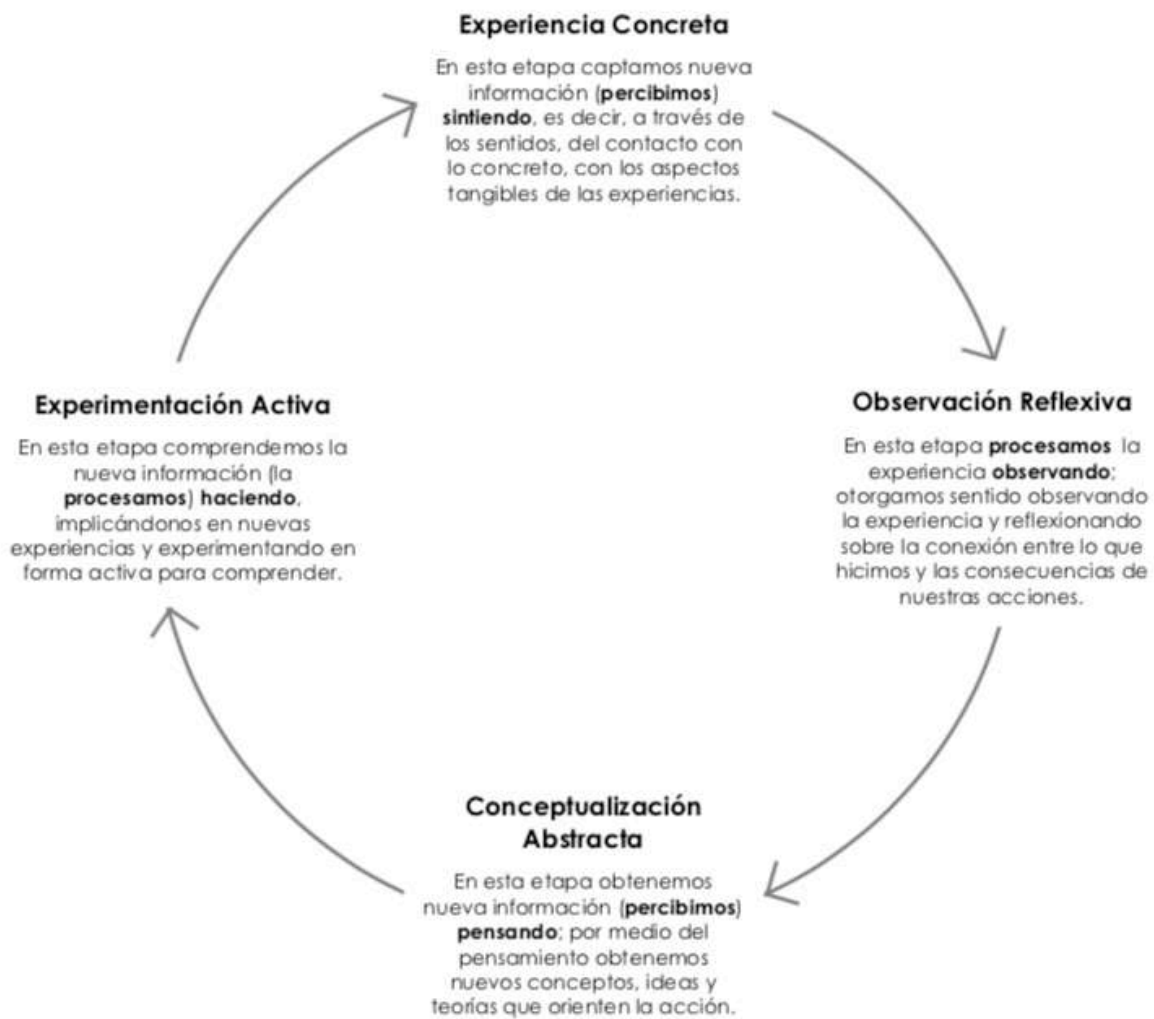 Experiencia Concreta
En esta etapa captamos nueva
información (percibimos)
sintiendo, es decir, a través de
los sentidos, del contacto con
lo concreto, con los aspectos
tangibles de las experiencias.
Observación Reflexiva
En esta etapa procesamos la
experiencia observando;
otorgamos sentido observando
la experiencia y reflexionando
sobre la conexión entre lo que
hicimos y las consecuencias de
nuestras acciones.
Conceptualización
Abstracta
En esta etapa obtenemos
nueva información (percibimos)
pensando; por medio del
pensamiento obtenemos
nuevos conceptos, ideas y
teorías que orienten la acción.
Experimentación Activa
En esta etapa comprendemos la
nueva información (la
procesamos) haciendo,
implicándonos en nuevas
experiencias y experimentando en
forma activa para comprender.